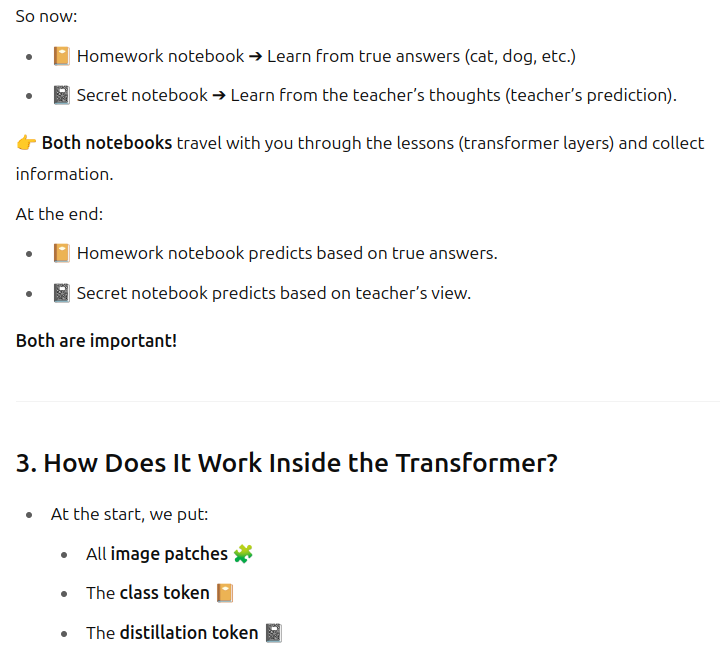 So now:
• 📔 Homework notebook ➔ Learn from true answers (cat, dog, etc.)
• 📓 Secret notebook ➔ Learn from the teacher’s thoughts (teacher’s prediction).
👉 Both notebooks travel with you through the lessons (transformer layers) and collect
information.
At the end:
• 📔 Homework notebook predicts based on true answers.
• 📓 Secret notebook predicts based on teacher’s view.
Both are important!
3. How Does It Work Inside the Transformer?
• At the start, we put:
• All image patches 🧩
• The class token 📔
• The distillation token 📓